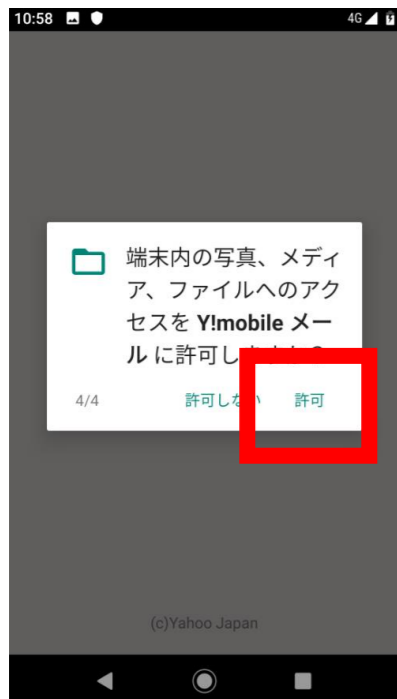 10:58
4G
端末内の写真、メディ
ア、ファイルへのアク
セスを Y!mobile メー
ル に許可し
4/4
許可しない
許可
(c)Yahoo Japan